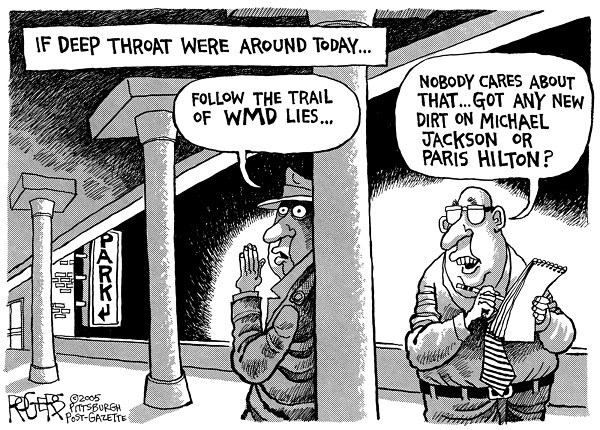 IF DEEP THROAT WERE AROUND TODAY...
FOLLOW THE TRAIL
OF WMD LIES...
NOBODY CARES ABOUT
THAT...GOT ANY NEW
DIRT ON MICHAEL
JACKSON OR
PARIS HILTON?
PARK
ROGERS
©2005
PITTSBURGH
POST-GAZETTE